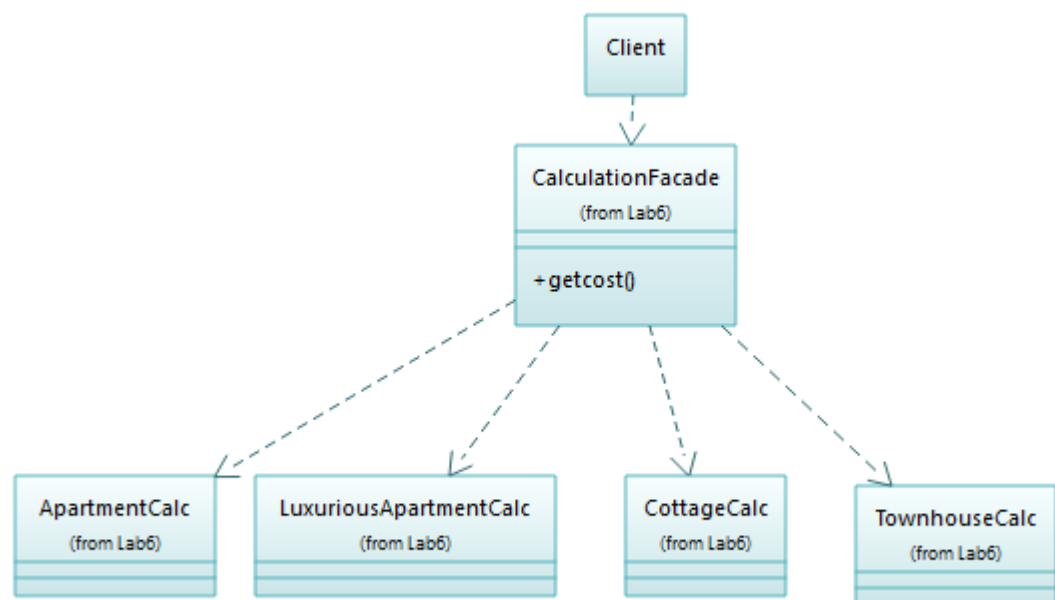 Client
CalculationFacade
(from Lab6)
+getcost()
ApartmentCalc
(from Lab6)
LuxuriousApartmentCalc
(from Lab6)
CottageCalc
(from Lab6)
TownhouseCalc
(from Lab6)